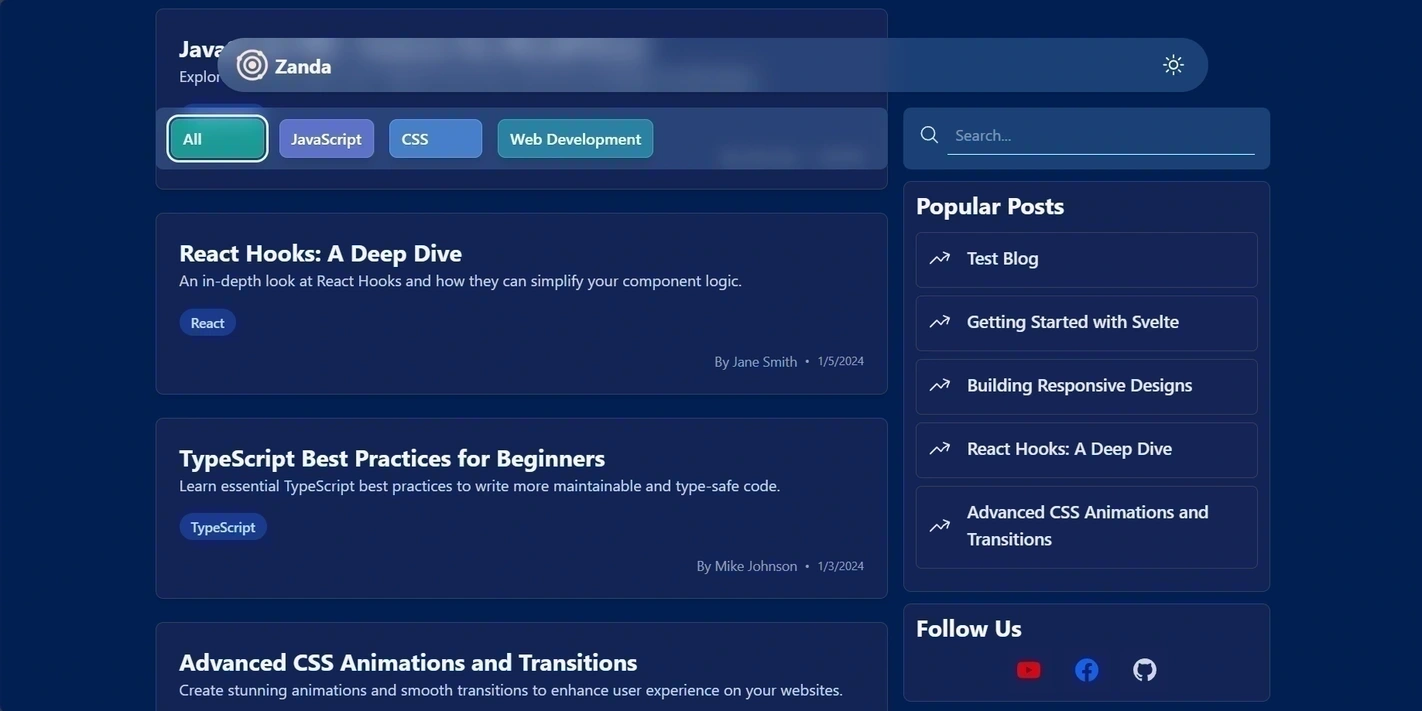 Java
Explor
Zanda
All
JavaScript
CSS
Web Development
React Hooks: A Deep Dive
An in-depth look at React Hooks and how they can simplify your component logic.
React
By Jane Smith • 1/5/2024
TypeScript Best Practices for Beginners
Learn essential TypeScript best practices to write more maintainable and type-safe code.
TypeScript
By Mike Johnson • 1/3/2024
Advanced CSS Animations and Transitions
Create stunning animations and smooth transitions to enhance user experience on your websites.
Search...
Popular Posts
Test Blog
Getting Started with Svelte
Building Responsive Designs
React Hooks: A Deep Dive
Advanced CSS Animations and
Transitions
Follow Us